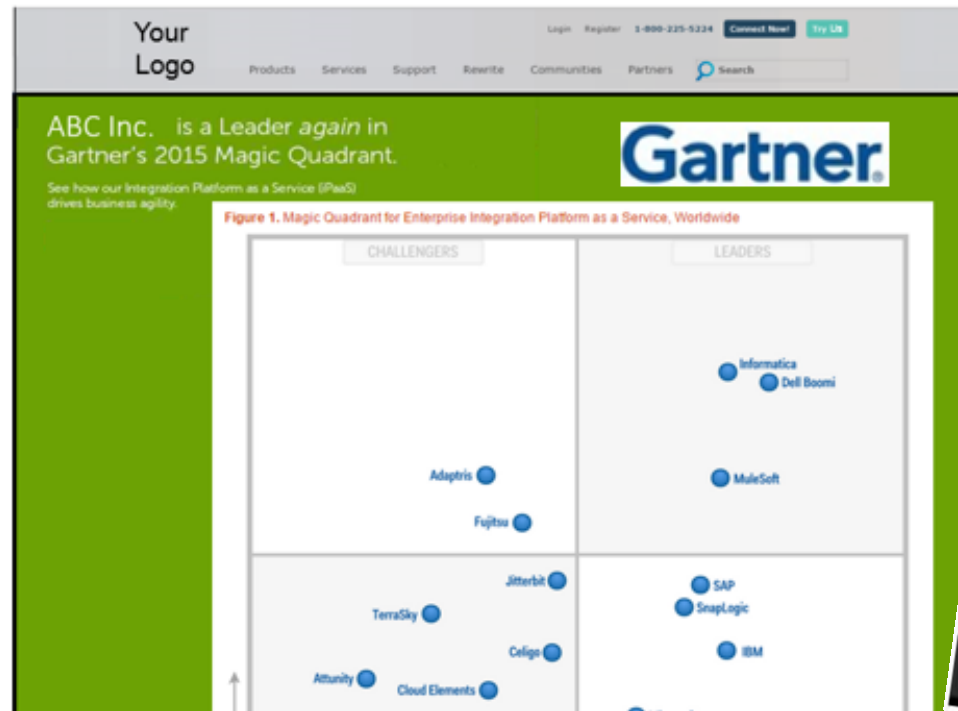 Your
Logo
Login Register 1-800-225-5224 Connect Now! Try Us
Products Services Support Rewrite Communities Partners Search
ABC Inc. is a Leader again in
Gartner's 2015 Magic Quadrant.
See how our Integration Platform as a Service (iPaaS)
drives business agility.
Gartner®
Figure 1. Magic Quadrant for Enterprise Integration Platform as a Service, Worldwide
CHALLENGERS
LEADERS
Informatica
Dell Boomi
Adaptris
MuleSoft
Fujitsu
Jitterbit
SAP
SnapLogic
TerraSky
Celigo
IBM
Attunity
Cloud Elements